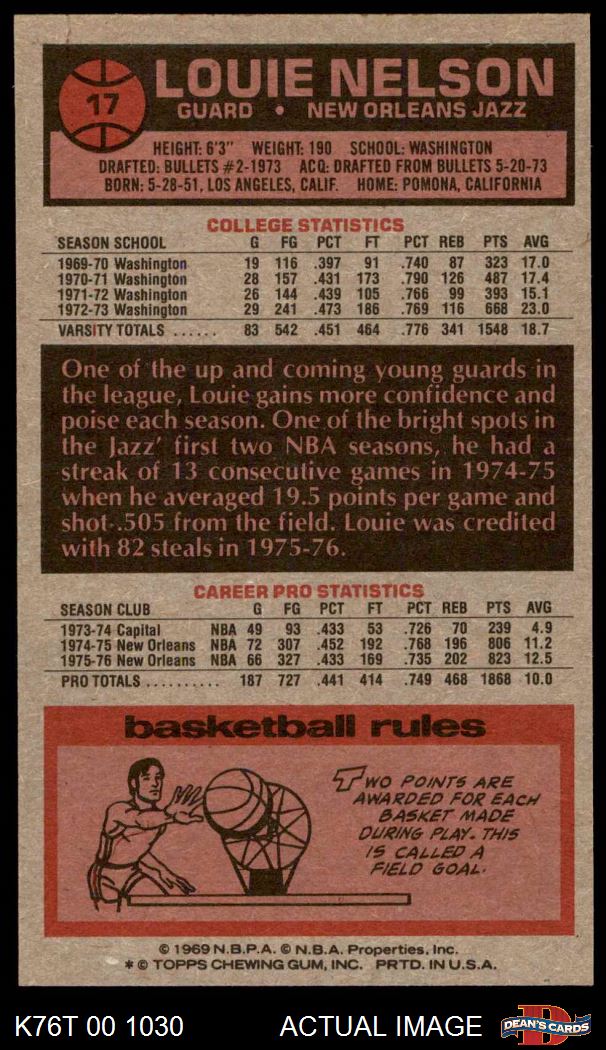 17
LOUIE NELSON
GUARD • NEW ORLEANS JAZZ
HEIGHT: 6'3" WEIGHT: 190 SCHOOL: WASHINGTON
DRAFTED: BULLETS #2-1973 ACQ: DRAFTED FROM BULLETS 5-20-73
BORN: 5-28-51, LOS ANGELES, CALIF. HOME: POMONA, CALIFORNIA
COLLEGE STATISTICS
SEASON SCHOOL G FG PCT FT PCT REB PTS AVG
1969-70 Washington 19 116 .397 91 .740 87 323 17.0
1970-71 Washington 28 157 .431 173 .790 126 487 17.4
1971-72 Washington 26 144 .439 105 .766 99 393 15.1
1972-73 Washington 29 241 .473 186 .769 116 668 23.0
VARSITY TOTALS ...... 83 542 .451 464 .776 341 1548 18.7
One of the up and coming young guards in
the league, Louie gains more confidence and
poise each season. One of the bright spots in
the Jazz' first two NBA seasons, he had a
streak of 13 consecutive games in 1974-75
when he averaged 19.5 points per game and
shot .505 from the field. Louie was credited
with 82 steals in 1975-76.
CAREER PRO STATISTICS
SEASON CLUB G FG PCT FT PCT REB PTS AVG
1973-74 Capital NBA 49 93 .433 53 .726 70 239 4.9
1974-75 New Orleans NBA 72 307 .452 192 .768 196 806 11.2
1975-76 New Orleans NBA 66 327 .433 169 .735 202 823 12.5
PRO TOTALS .......... 187 727 .441 414 .749 468 1868 10.0
basketball rules
TWO POINTS ARE
AWARDED FOR EACH
BASKET MADE
DURING PLAY. THIS
IS CALLED A
FIELD GOAL.
© 1969 N.B.P.A. © N.B.A. Properties, Inc.
* © TOPPS CHEWING GUM, INC. PRTD. IN U.S.A.
K76T 00 1030 ACTUAL IMAGE
DEAN'S CARDS